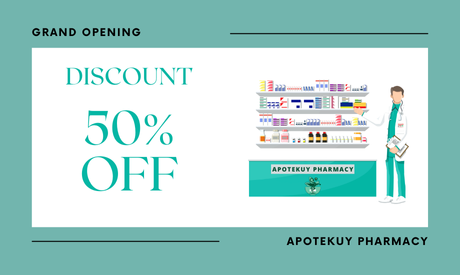 GRAND OPENING
DISCOUNT
50%
OFF
APOTEKUY PHARMACY
APOTEKUY PHARMACY